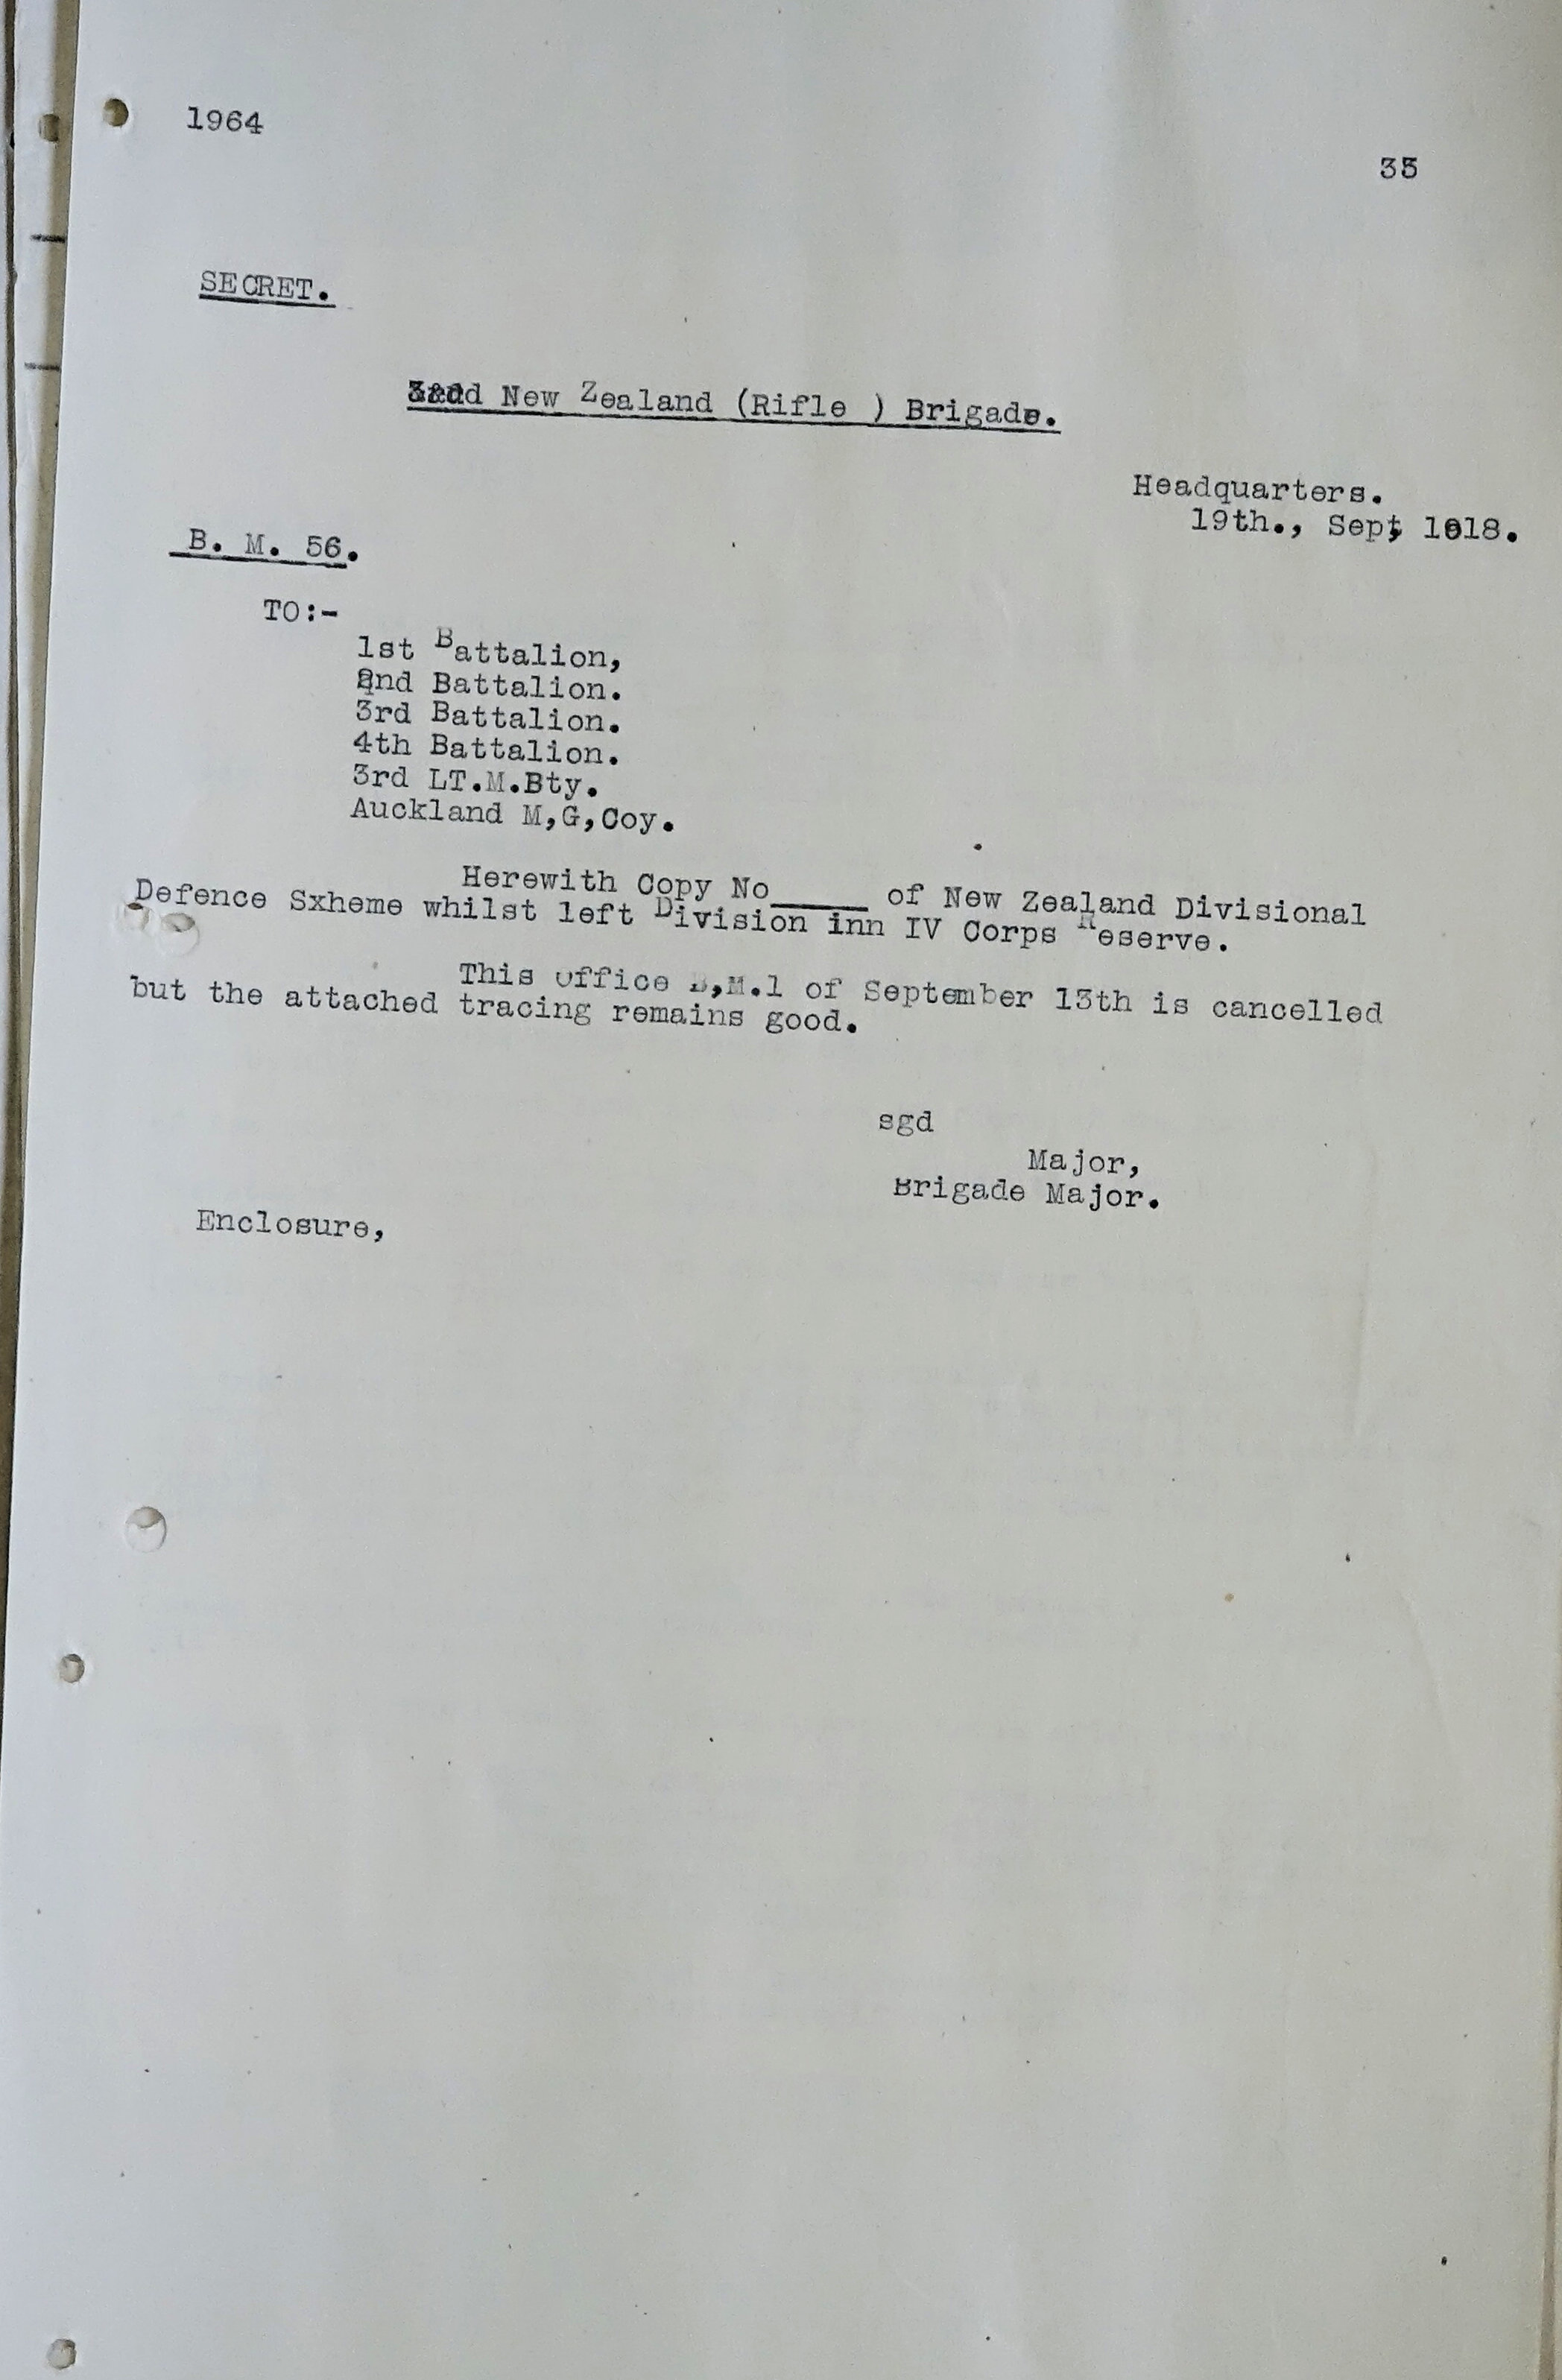 1964
35
SECRET.
New Zealand (Rifle ) Brigade.
Headquarters.
19th., Sept, 1918.
B. M. 56.
TO:-
1st Battalion,
2nd Battalion.
3rd Battalion.
4th Battalion.
3rd LT.M.Bty.
Auckland M,G,Coy.
Herewith Copy No_____ of New Zealand Divisional
Defence Sxheme whilst left Division inn IV Corps Reserve.
This office B,M.1 of September 13th is cancelled
but the attached tracing remains good.
sgd
Major,
Brigade Major.
Enclosure,